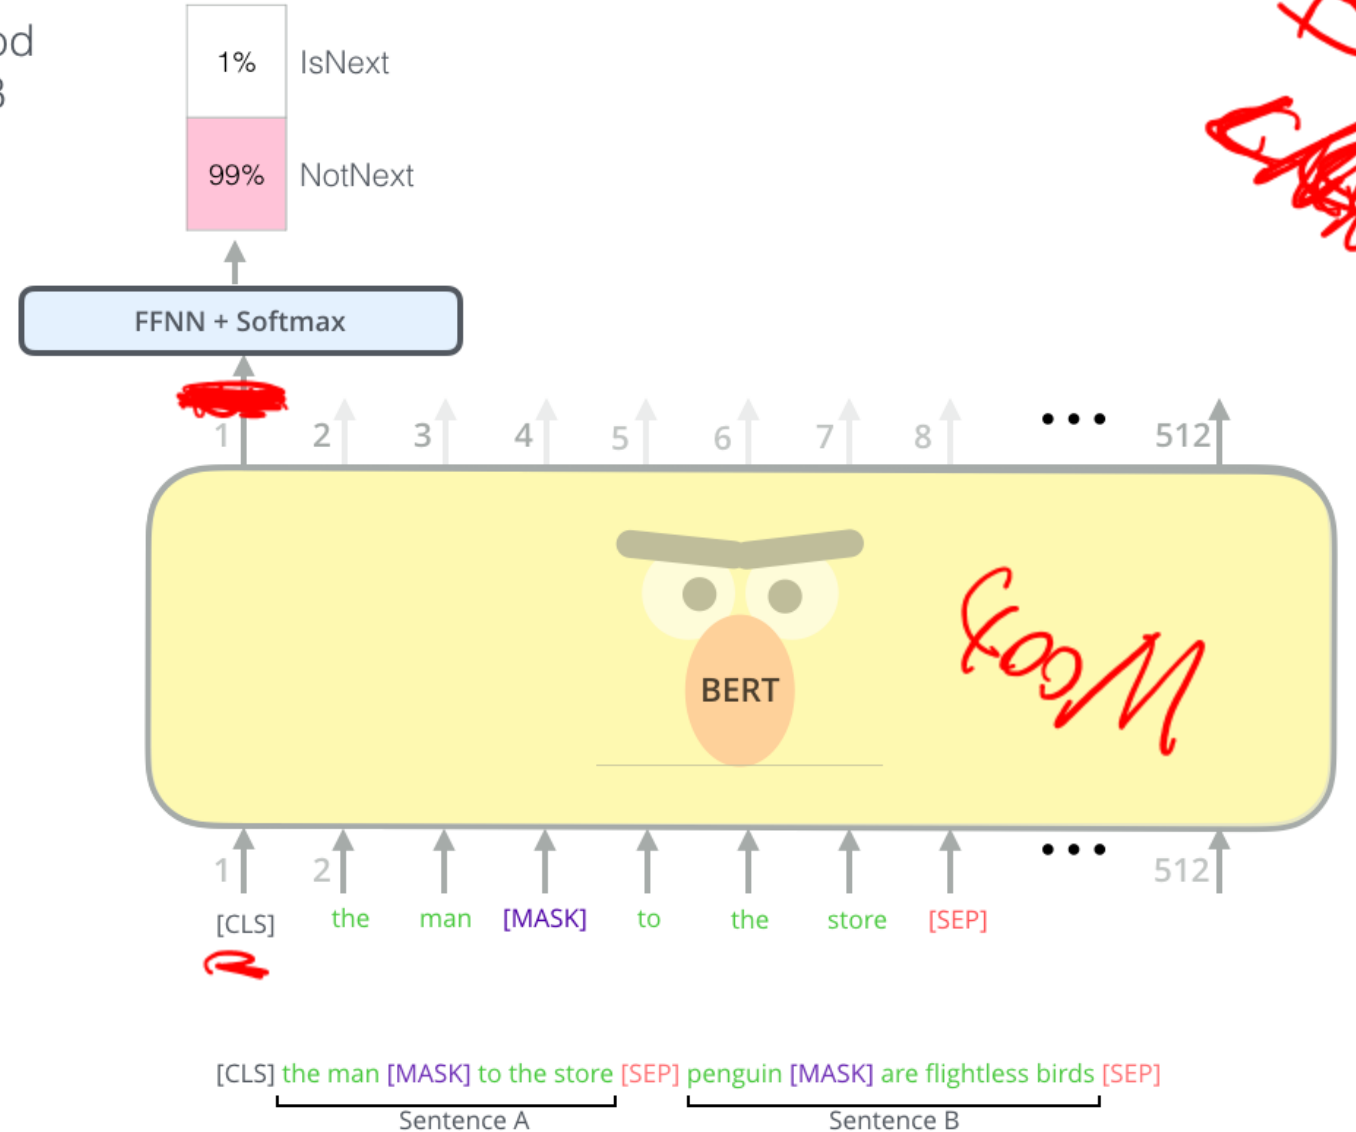 od
1% IsNext
99% NotNext
FFNN + Softmax
1 2 3 4 5 6 7 8 ••• 512
BERT
1 2 ••• 512
[CLS] the man [MASK] to the store [SEP]
[CLS] the man [MASK] to the store [SEP] penguin [MASK] are flightless birds [SEP]
Sentence A Sentence B